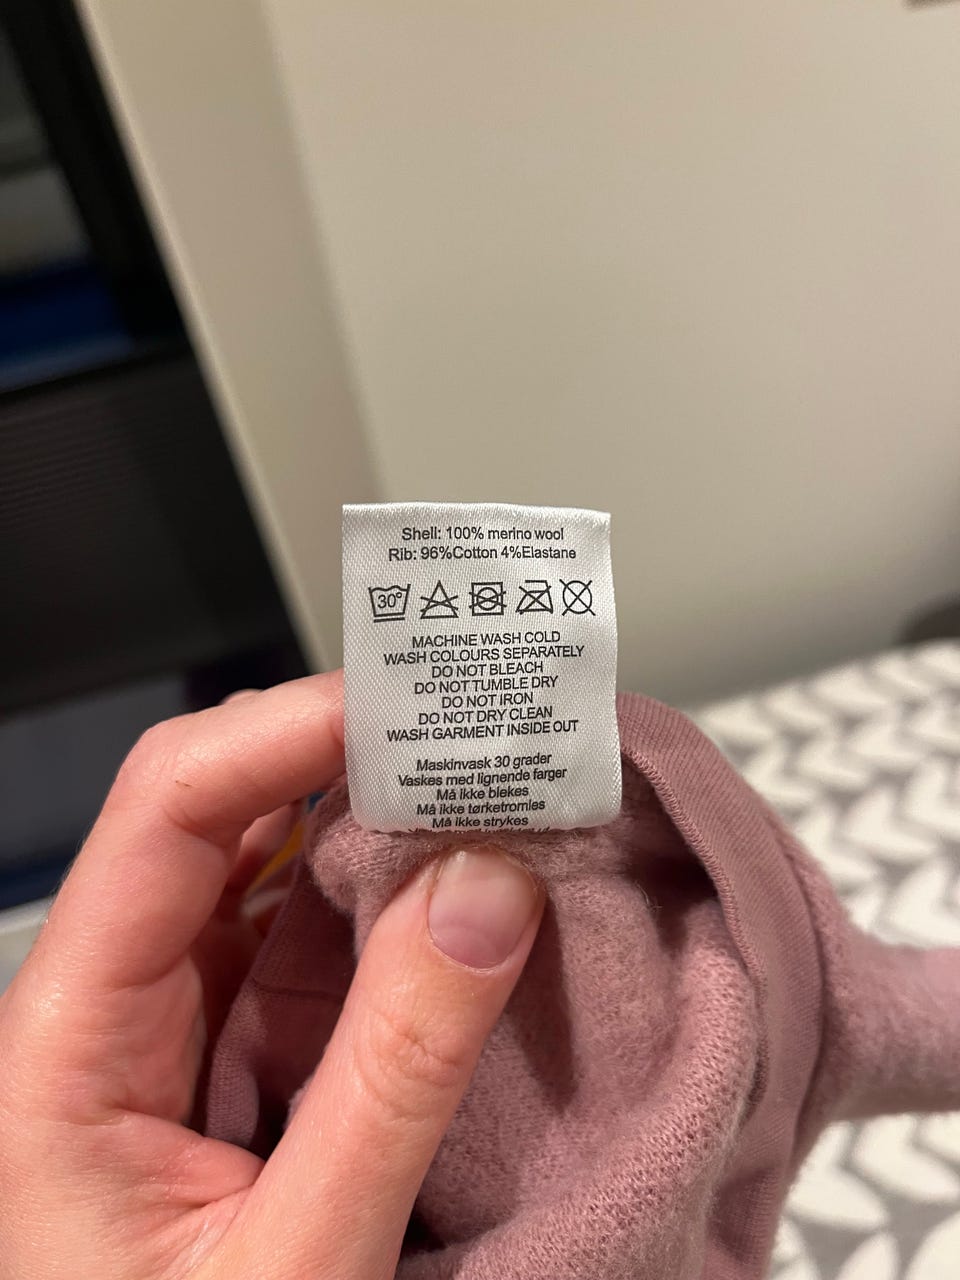 Shell: 100% merino wool
Rib: 96%Cotton 4%Elastane
30°
MACHINE WASH COLD
WASH COLOURS SEPARATELY
DO NOT BLEACH
DO NOT TUMBLE DRY
DO NOT IRON
DO NOT DRY CLEAN
WASH GARMENT INSIDE OUT
Maskinvask 30 grader
Vaskes med lignende farger
Må ikke blekes
Må ikke tørketromles
Må ikke strykes